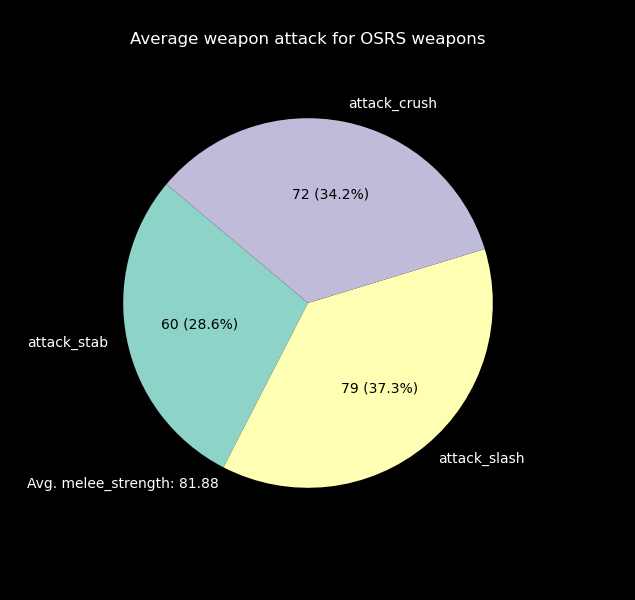 Average weapon attack for OSRS weapons
attack_crush
72 (34.2%)
60 (28.6%)
attack_stab
79 (37.3%)
attack_slash
Avg. melee_strength: 81.88